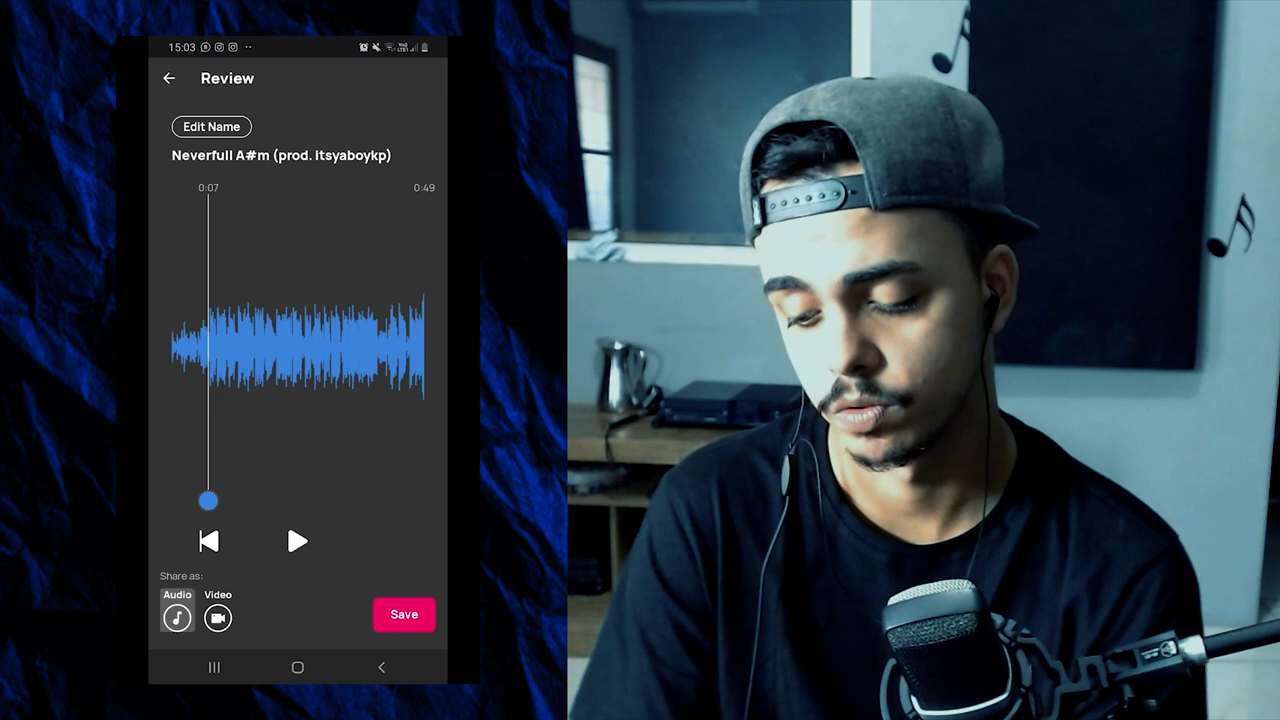 15:03
Review
Edit Name
Neverfull A#m (prod. Itsyaboykp)
0:07 0:49
Share as:
Audio Video
Save